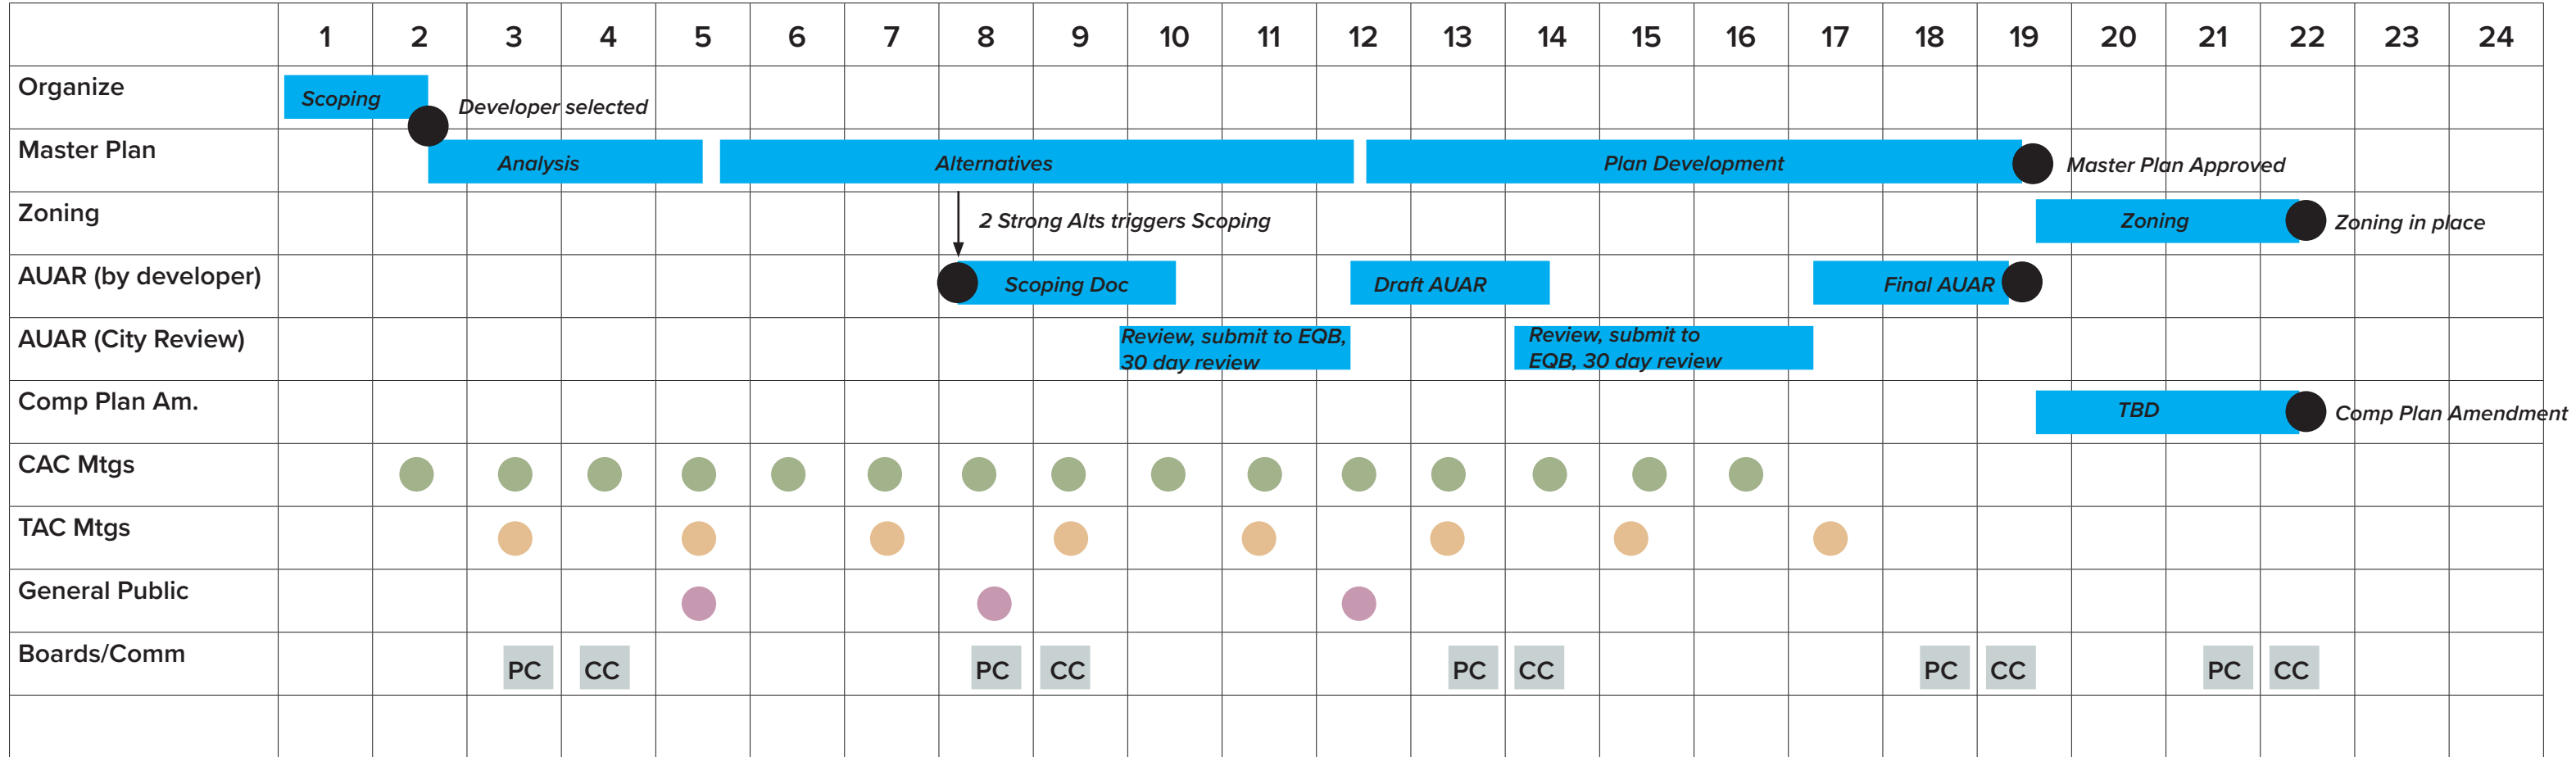 1 2 3 4 5 6 7 8 9 10 11 12 13 14 15 16 17 18 19 20 21 22 23 24
Organize
Scoping
Developer selected
Master Plan
Analysis
Alternatives
Plan Development
Master Plan Approved
Zoning
2 Strong Alts triggers Scoping
Zoning
Zoning in place
AUAR (by developer)
Scoping Doc
Draft AUAR
Final AUAR
AUAR (City Review)
Review, submit to EQB,
30 day review
Review, submit to
EQB, 30 day review
Comp Plan Am.
TBD
Comp Plan Amendment
CAC Mtgs
TAC Mtgs
General Public
Boards/Comm
PC CC PC CC PC CC PC CC PC CC